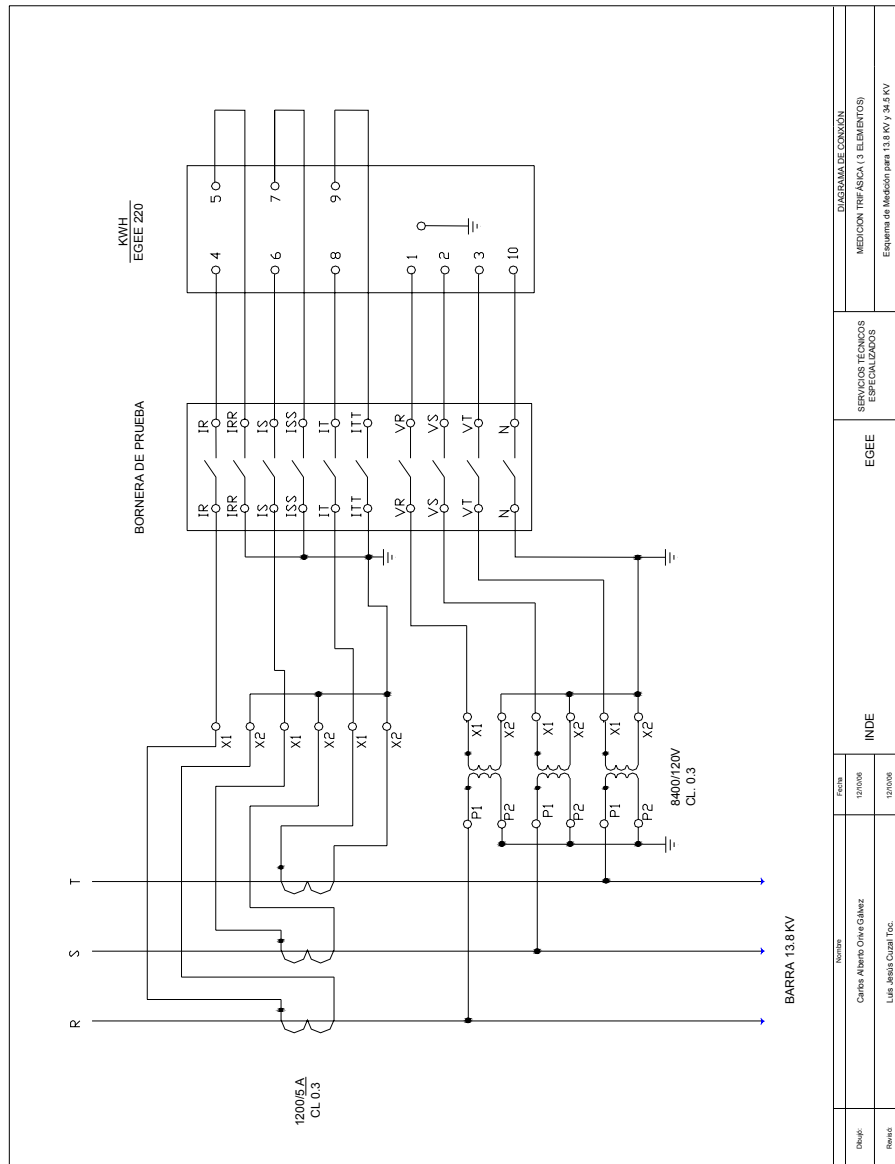 KWH
EGEE 220
5
7
9
4
6
8
1
2
3
10
BORNERA DE PRUEBA
IR
IRR
IS
ISS
IT
ITT
VR
VS
VT
N
IR
IRR
IS
ISS
IT
ITT
VR
VS
VT
N
X1
X2
X1
X2
X1
X2
X1
X2
X1
X2
X1
X2
P1
P2
P1
P2
P1
P2
8400/120V
CL. 0.3
T
S
R
1200/5 A
CL 0.3
BARRA 13.8 KV
DIAGRAMA DE CONXIÓN
MEDICION TRIFÁSICA ( 3 ELEMENTOS)
Esquema de Medición para 13.8 KV y 34.5 KV
SERVICIOS TÉCNICOS
ESPECIALIZADOS
EGEE
INDE
Nombre
Fecha
Dibujó:
Carlos Alberto Orive Gálvez
12/10/06
Revisó:
Luis Jesús Cuzal Toc.
12/10/06